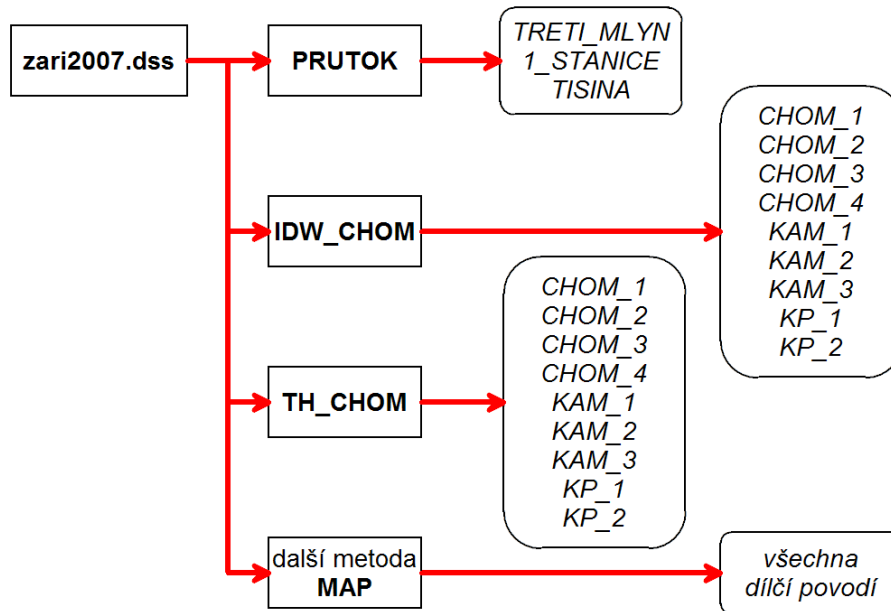 zari2007.dss
PRUTOK
TRETI_MLYN
1_STANICE
TISINA
IDW_CHOM
CHOM_1
CHOM_2
CHOM_3
CHOM_4
KAM_1
KAM_2
KAM_3
KP_1
KP_2
TH_CHOM
CHOM_1
CHOM_2
CHOM_3
CHOM_4
KAM_1
KAM_2
KAM_3
KP_1
KP_2
další metoda
MAP
všechna
dílčí povodí